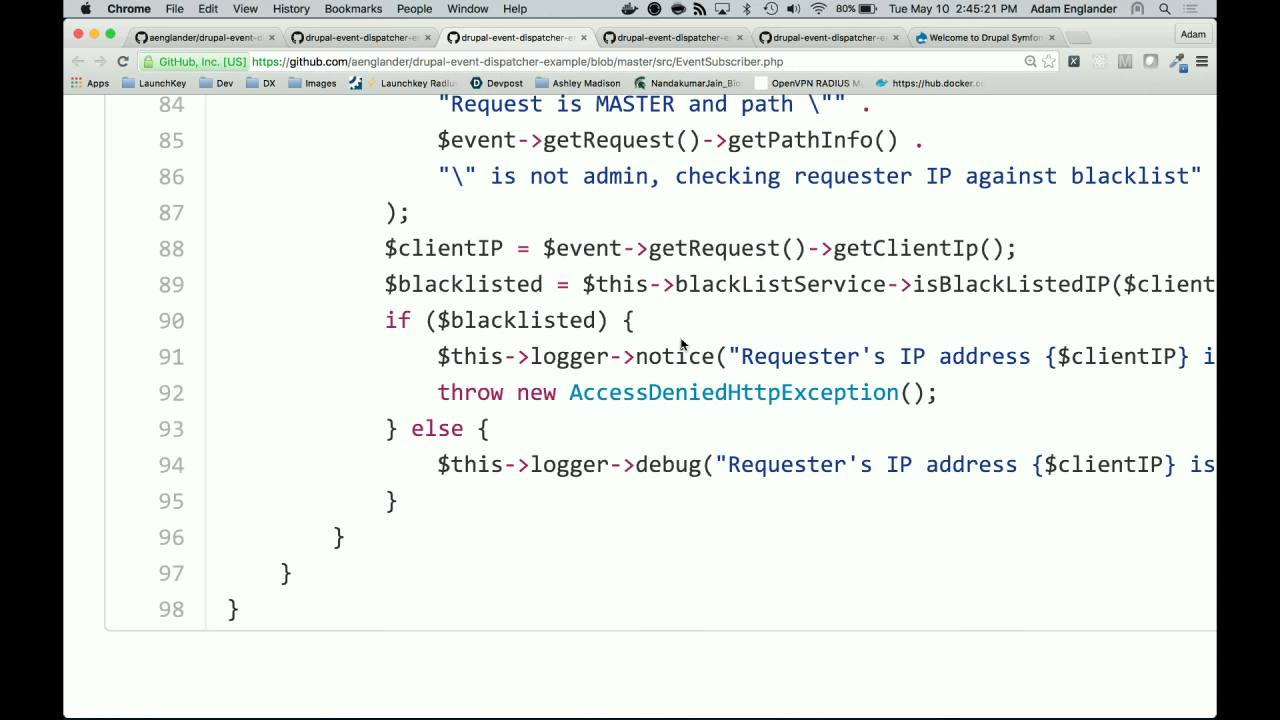 Chrome File Edit View History Bookmarks People Window Help 80% Tue May 10 2:45:21 PM Adam Englander
aenglander/drupal-event-d drupal-event-dispatcher-e drupal-event-dispatcher-e drupal-event-dispatcher-e drupal-event-dispatcher-e Welcome to Drupal Symfon Adam
GitHub, Inc. [US] https://github.com/aenglander/drupal-event-dispatcher-example/blob/master/src/EventSubscriber.php
Apps LaunchKey Dev DX Images Launchkey Radiu Devpost Ashley Madison NandakumarJain_Bio OpenVPN RADIUS https://hub.docker.c
84 "Request is MASTER and path \"" .
85 $event->getRequest()->getPathInfo() .
86 "\" is not admin, checking requester IP against blacklist"
87 );
88 $clientIP = $event->getRequest()->getClientIp();
89 $blacklisted = $this->blackListService->isBlackListedIP($client
90 if ($blacklisted) {
91 $this->logger->notice("Requester's IP address {$clientIP} i
92 throw new AccessDeniedHttpException();
93 } else {
94 $this->logger->debug("Requester's IP address {$clientIP} is
95 }
96 }
97 }
98 }